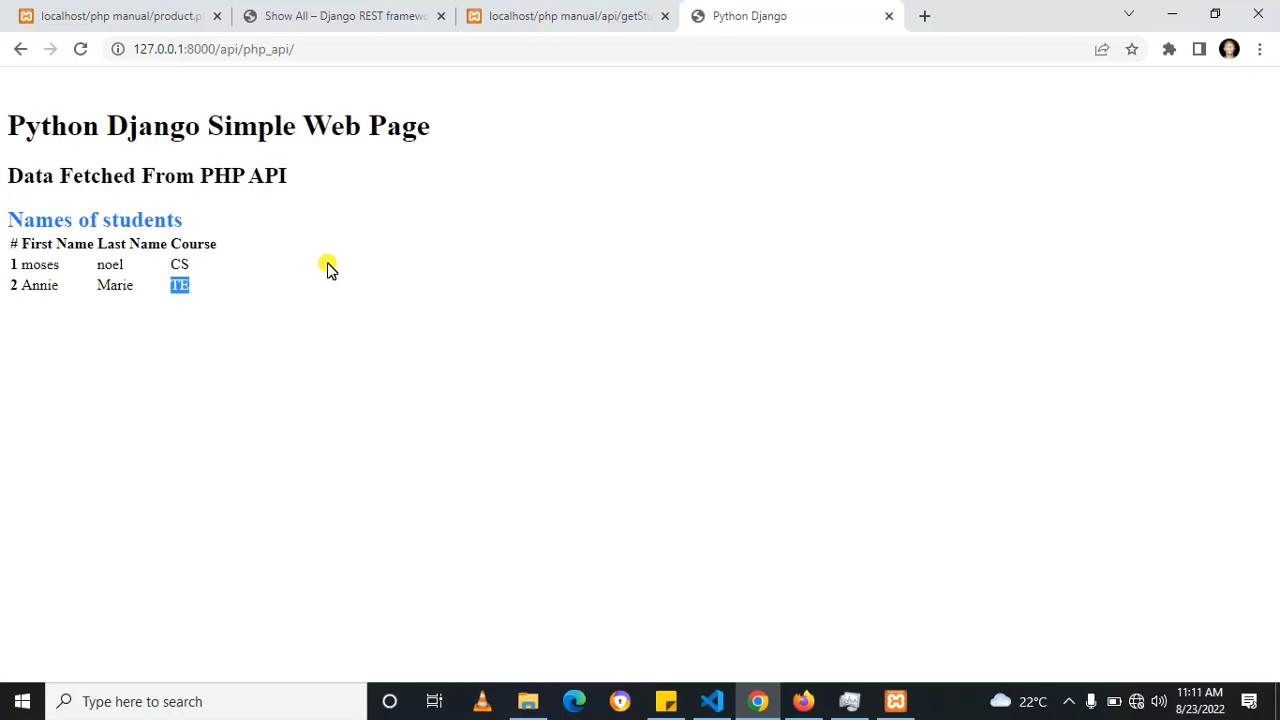 localhost/php manual/product.p
Show All – Django REST framewo
localhost/php manual/api/getStu
Python Django
127.0.0.1:8000/api/php_api/
Python Django Simple Web Page
Data Fetched From PHP API
Names of students
# First Name Last Name Course
1 moses noel CS
2 Annie Marie TE
Type here to search
22°C
11:11 AM
8/23/2022